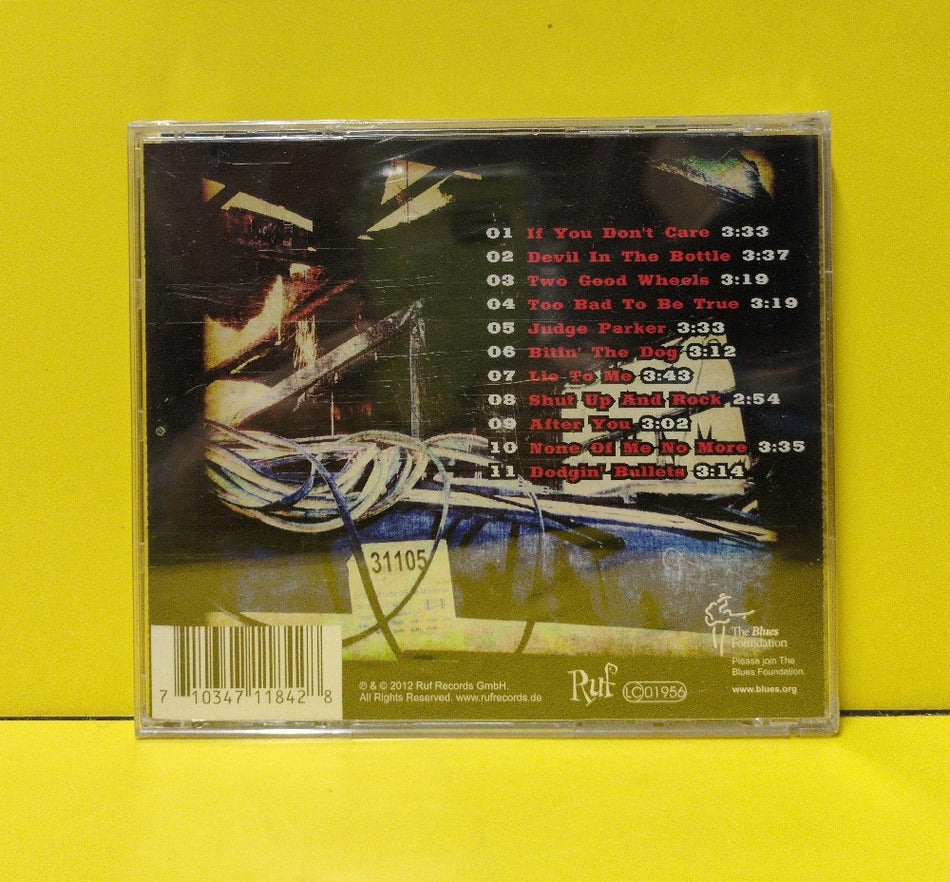 01 If You Don't Care 3:33
02 Devil In The Bottle 3:37
03 Two Good Wheels 3:19
04 Too Bad To Be True 3:19
05 Judge Parker 3:33
06 Bitin' The Dog 3:12
07 Lie To Me 3:43
08 Shut Up And Rock 2:54
09 After You 3:02
10 None Of Me No More 3:35
11 Dodgin' Bullets 3:14
31105
The Blues
Foundation
Please join The
Blues Foundation.
www.blues.org
7 10347 11842 8
℗ & © 2012 Ruf Records GmbH.
All Rights Reserved. www.rufrecords.de
Ruf
LC 01956